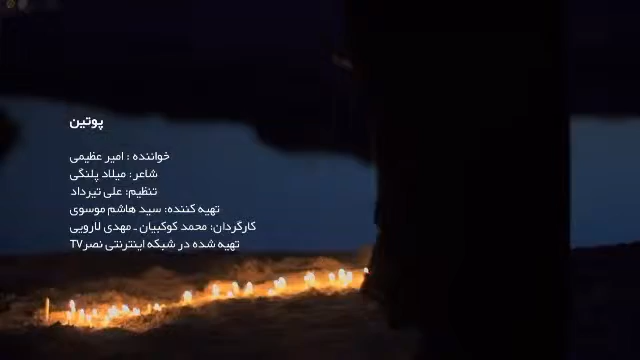 پوتین
خواننده : امیر عظیمی
شاعر: میلاد پلنگی
تنظیم: علی تیرداد
تهیه کننده: سید هاشم موسوی
کارگردان: محمد کوکبیان ـ مهدی لارویی
تهیه شده در شبکه اینترنتی نصرTV